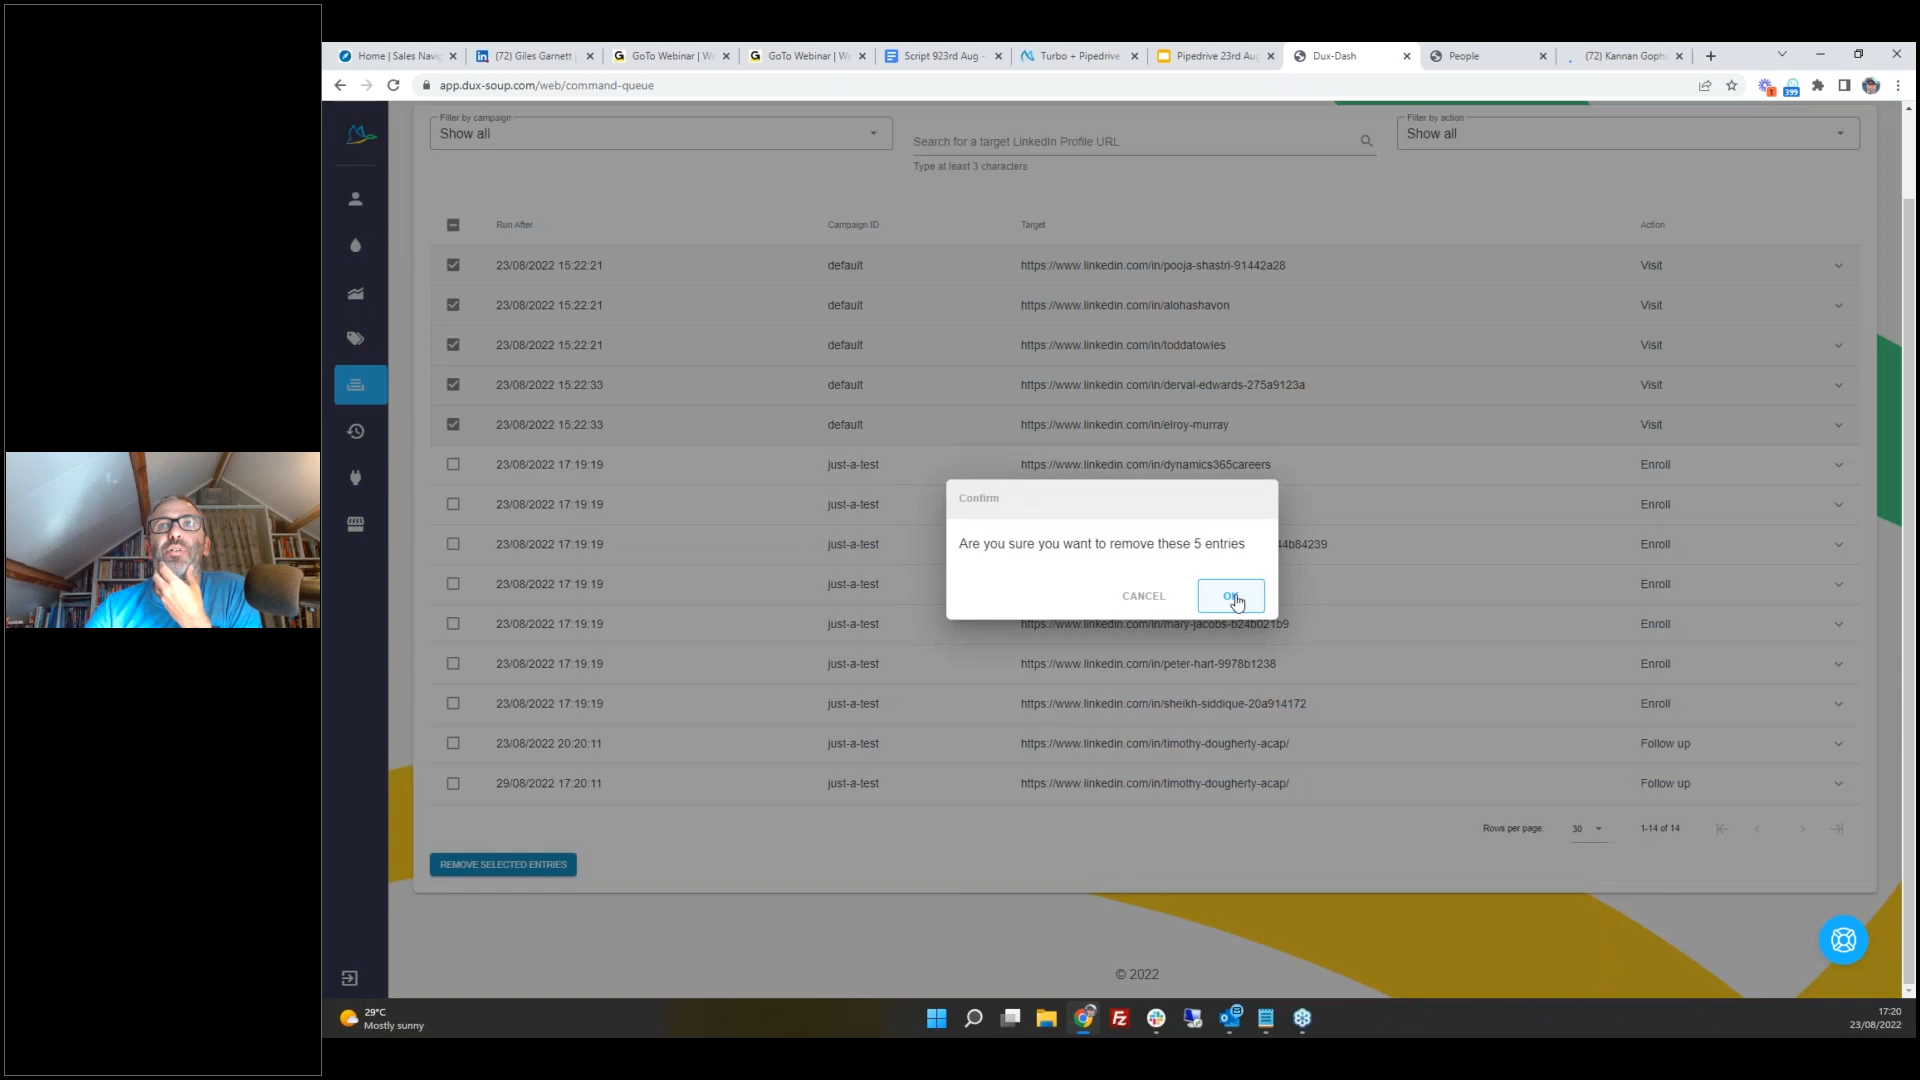 Home | Sales Navig
(72) Giles Garnett |
GoTo Webinar | W
GoTo Webinar | W
Script 923rd Aug -
Turbo + Pipedrive
Pipedrive 23rd Aug
Dux-Dash
People
(72) Kannan Goph
app.dux-soup.com/web/command-queue
1
399
Filter by campaign
Show all
Search for a target LinkedIn Profile URL
Type at least 3 characters
Filter by action
Show all
Run After Campaign ID Target Action
23/08/2022 15:22:21 default https://www.linkedin.com/in/pooja-shastri-91442a28 Visit
23/08/2022 15:22:21 default https://www.linkedin.com/in/alohashavon Visit
23/08/2022 15:22:21 default https://www.linkedin.com/in/toddatowles Visit
23/08/2022 15:22:33 default https://www.linkedin.com/in/derval-edwards-275a9123a Visit
23/08/2022 15:22:33 default https://www.linkedin.com/in/elroy-murray Visit
23/08/2022 17:19:19 just-a-test https://www.linkedin.com/in/dynamics365careers Enroll
23/08/2022 17:19:19 just-a-test Enroll
23/08/2022 17:19:19 just-a-test 44b84239 Enroll
23/08/2022 17:19:19 just-a-test Enroll
23/08/2022 17:19:19 just-a-test https://www.linkedin.com/in/mary-jacobs-b24b021b9 Enroll
23/08/2022 17:19:19 just-a-test https://www.linkedin.com/in/peter-hart-9978b1238 Enroll
23/08/2022 17:19:19 just-a-test https://www.linkedin.com/in/sheikh-siddique-20a914172 Enroll
23/08/2022 20:20:11 just-a-test https://www.linkedin.com/in/timothy-dougherty-acap/ Follow up
29/08/2022 17:20:11 just-a-test https://www.linkedin.com/in/timothy-dougherty-acap/ Follow up
Confirm
Are you sure you want to remove these 5 entries
CANCEL
OK
Rows per page: 30 1-14 of 14
REMOVE SELECTED ENTRIES
© 2022
29°C
Mostly sunny
17:20
23/08/2022